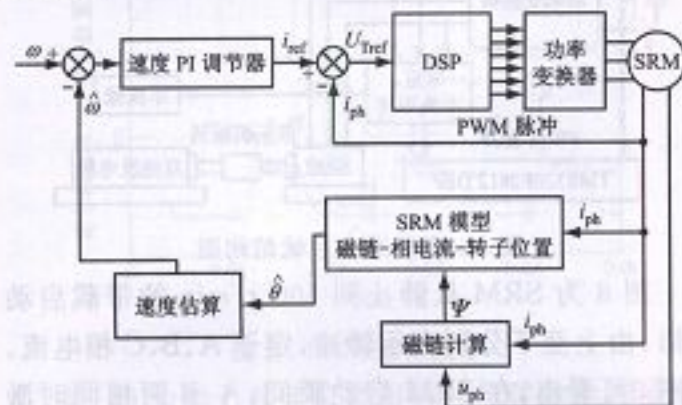 ω + 速度 PI 调节器 i_ref U_Tref DSP 功率变换器 SRM
−
+
−
ω̂
i_ph
PWM 脉冲
SRM 模型
磁链-相电流-转子位置
i_ph
速度估算
θ̂
Ψ
i_ph
磁链计算
u_ph